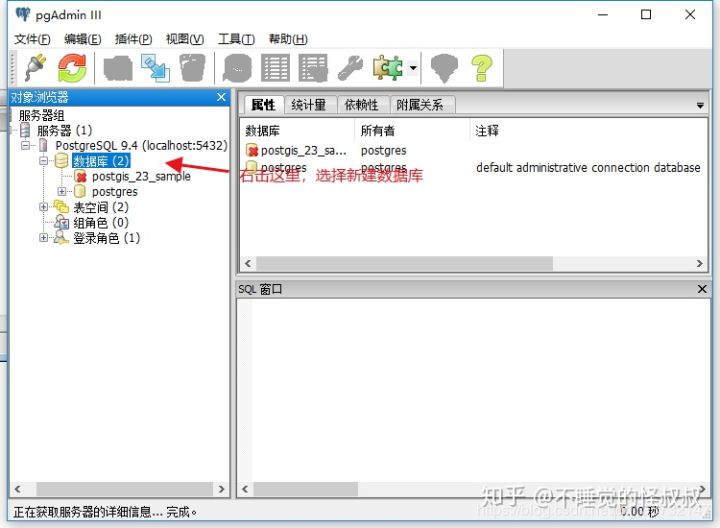 pgAdmin III
文件(F) 编辑(E) 插件(P) 视图(V) 工具(T) 帮助(H)
对象浏览器
服务器组
服务器 (1)
PostgreSQL 9.4 (localhost:5432)
数据库 (2)
postgis_23_sample
postgres
表空间 (2)
组角色 (0)
登录角色 (1)
属性 统计量 依赖性 附属关系
数据库 所有者 注释
postgis_23_sa... postgres
postgres postgres default administrative connection database
右击这里，选择新建数据库
SQL 窗口
知乎 @不睡觉的怪叔叔
正在获取服务器的详细信息... 完成。
0.00 秒